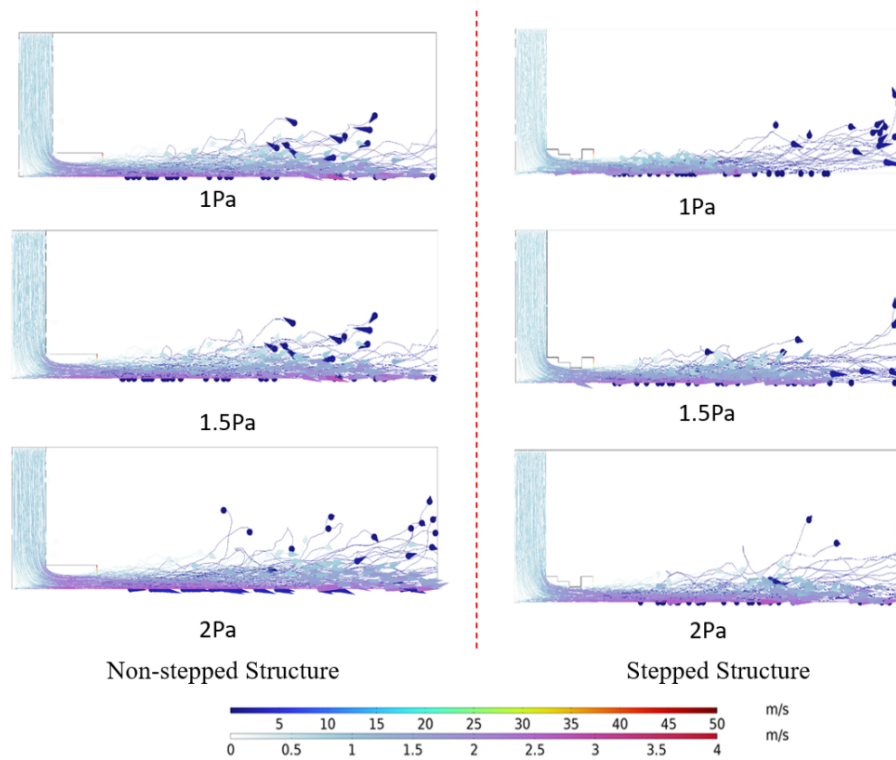 1Pa
1Pa
1.5Pa
1.5Pa
2Pa
2Pa
Non-stepped Structure
Stepped Structure
5 10 15 20 25 30 35 40 45 50 m/s
0 0.5 1 1.5 2 2.5 3 3.5 4 m/s